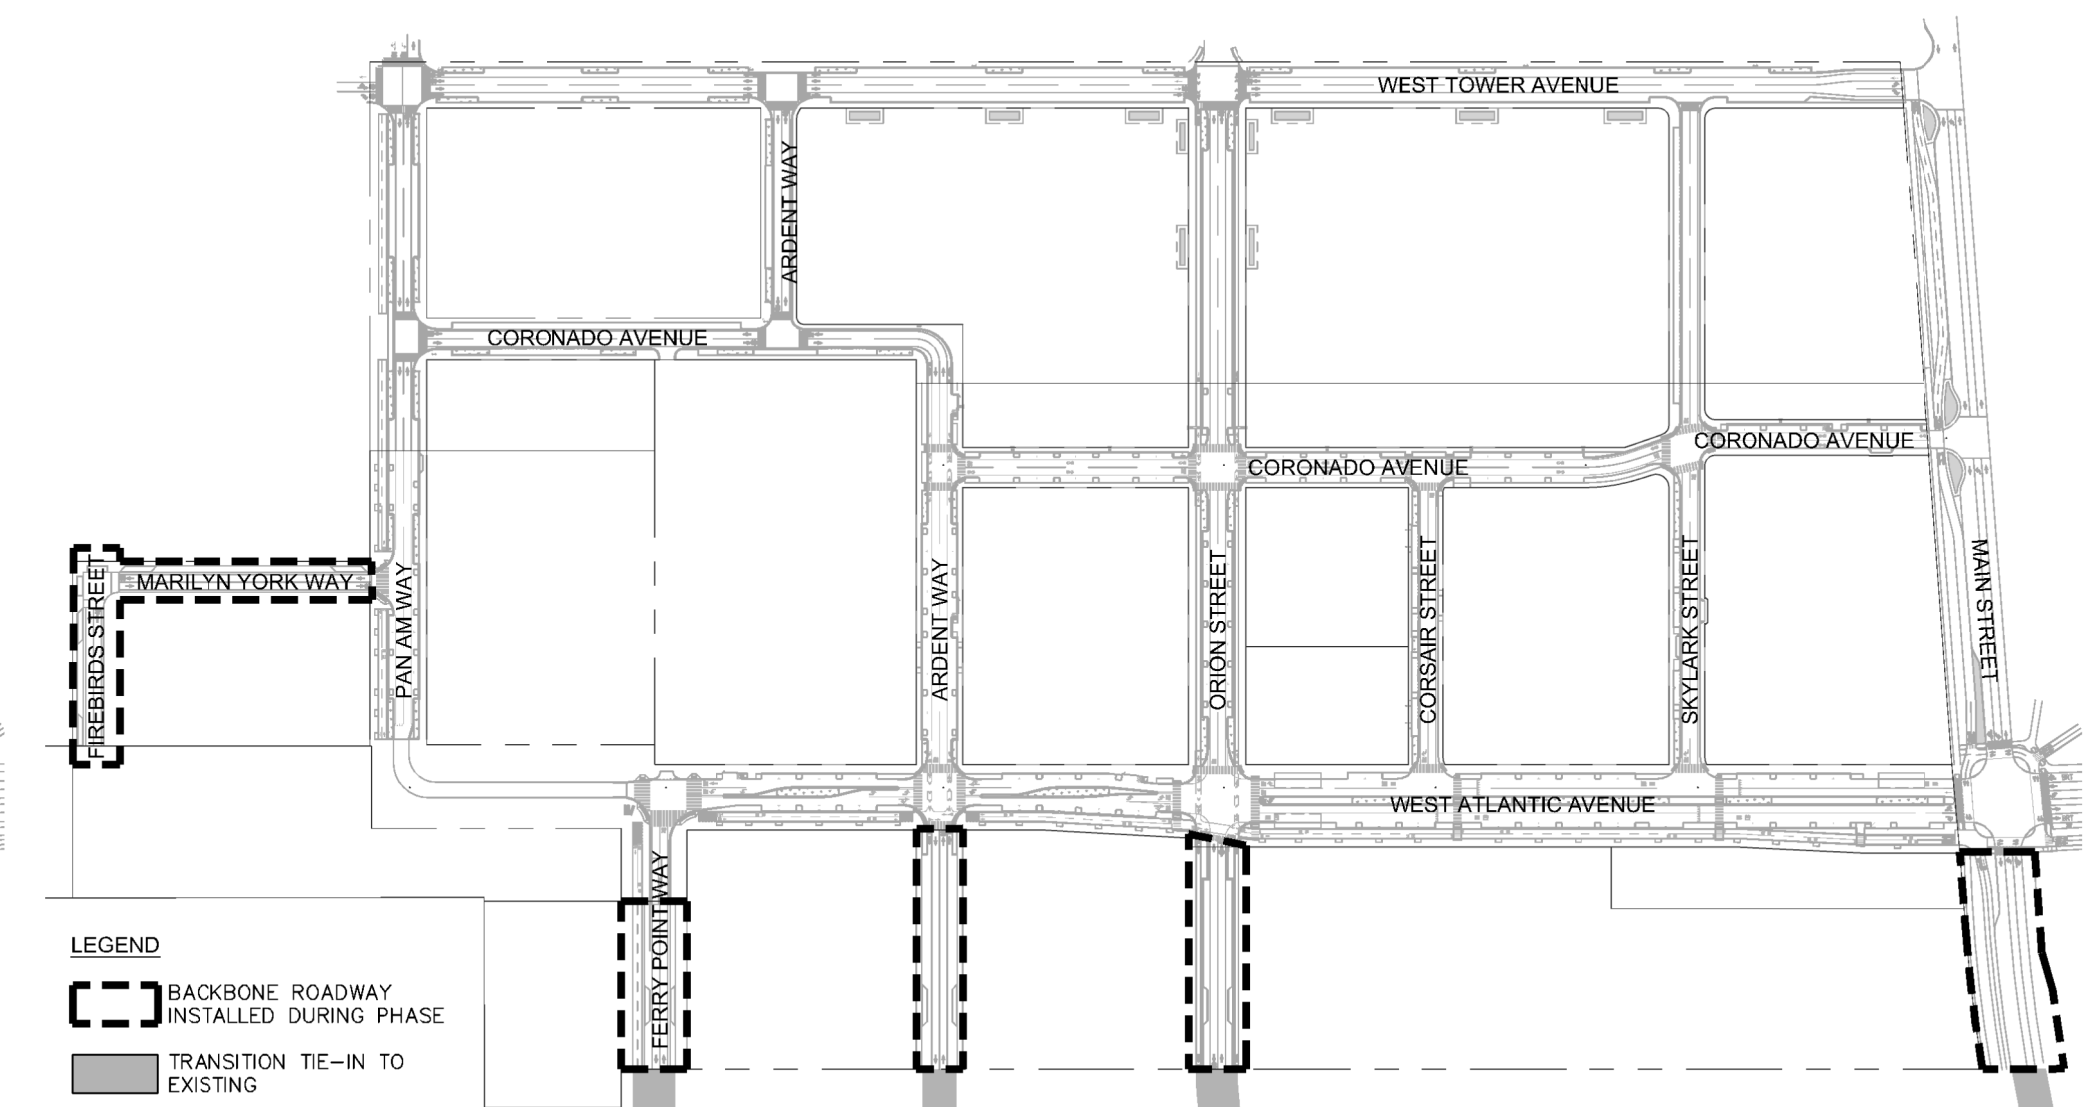 WEST TOWER AVENUE
ARDENT WAY
CORONADO AVENUE
CORONADO AVENUE
CORONADO AVENUE
FIREBIRDS STREET
MARILYN YORK WAY
PAN AM WAY
ARDENT WAY
ORION STREET
CORSAIR STREET
SKYLARK STREET
MAIN STREET
WEST ATLANTIC AVENUE
FERRY POINT WAY
LEGEND
BACKBONE ROADWAY
INSTALLED DURING PHASE
TRANSITION TIE-IN TO
EXISTING